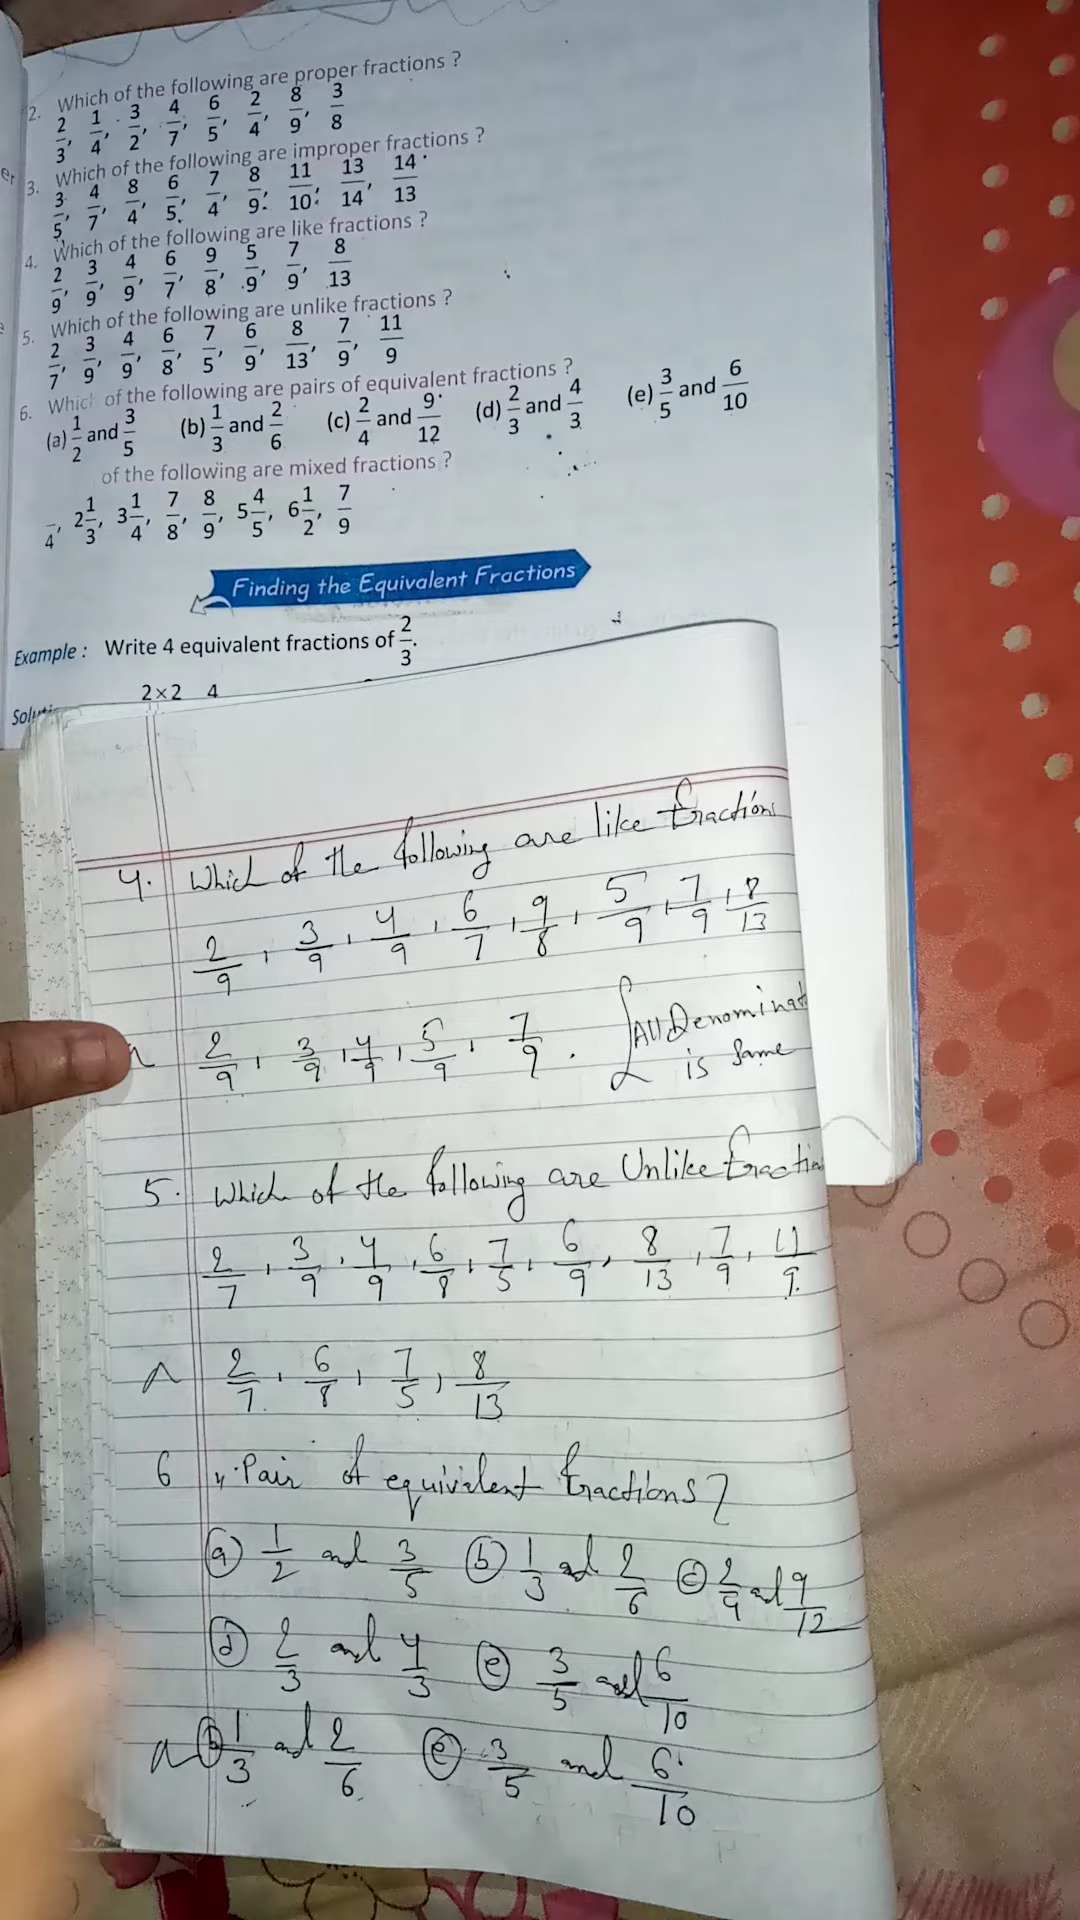 2. Which of the following are proper fractions ?
2/3, 1/4, 3/2, 4/7, 6/5, 2/4, 8/9, 3/8
3. Which of the following are improper fractions ?
3/5, 4/7, 8/4, 6/5, 7/4, 8/9, 11/10, 13/14, 14/13
4. Which of the following are like fractions ?
2/9, 3/9, 4/9, 6/7, 9/8, 5/9, 7/9, 8/13
5. Which of the following are unlike fractions ?
2/7, 3/9, 4/9, 6/8, 7/5, 6/9, 8/13, 7/9, 11/9
6. Which of the following are pairs of equivalent fractions ?
(a) 1/2 and 3/5 (b) 1/3 and 2/6 (c) 2/4 and 9/12 (d) 2/3 and 4/3 (e) 3/5 and 6/10
of the following are mixed fractions ?
2 1/3, 3 1/4, 7/8, 8/9, 5 4/5, 6 1/2, 7/9
Finding the Equivalent Fractions
Example : Write 4 equivalent fractions of 2/3.
2×2 4
4. Which of the following are like fractions
2/9, 3/9, 4/9, 6/7, 9/8, 5/9, 7/9, 8/13
2/9, 3/9, 4/9, 5/9, 7/9. All Denominat
is same
5. Which of the following are Unlike fraction
2/7, 3/9, 4/9, 6/8, 7/5, 6/9, 8/13, 7/9, 11/9.
2/7, 6/8, 7/5, 8/13
6 Pair of equivalent fractions?
(a) 1/2 and 3/5 (b) 1/3 and 2/6 (c) 2/9 and 9/12
(d) 2/3 and 4/3 (e) 3/5 and 6/10
(b) 1/3 and 2/6 (e) 3/5 and 6/10